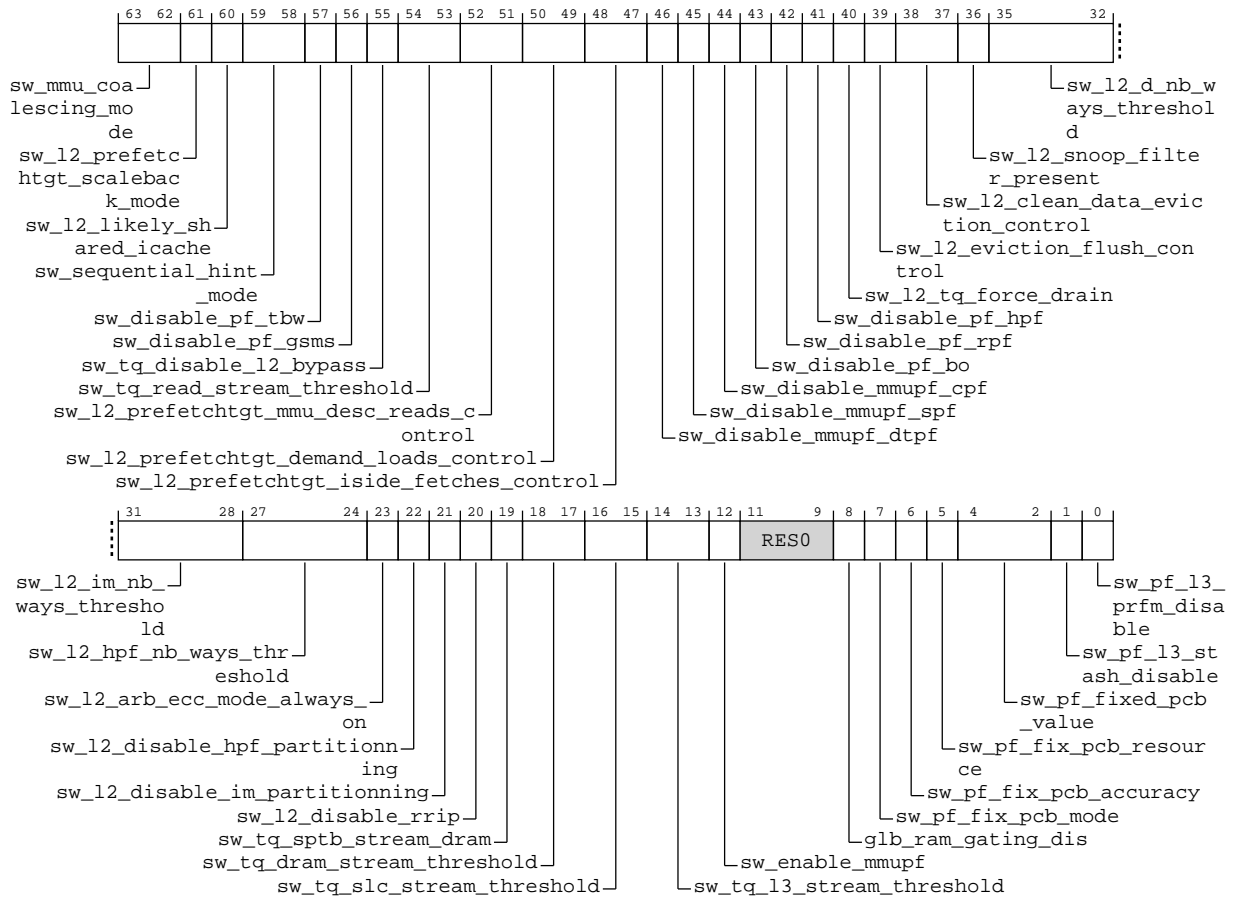 63 62 61 60 59 58 57 56 55 54 53 52 51 50 49 48 47 46 45 44 43 42 41 40 39 38 37 36 35 32
sw_mmu_coa
lescing_mo
de
sw_l2_prefetc
htgt_scalebac
k_mode
sw_l2_likely_sh
ared_icache
sw_sequential_hint
_mode
sw_disable_pf_tbw
sw_disable_pf_gsms
sw_tq_disable_l2_bypass
sw_tq_read_stream_threshold
sw_l2_prefetchtgt_mmu_desc_reads_c
ontrol
sw_l2_prefetchtgt_demand_loads_control
sw_l2_prefetchtgt_iside_fetches_control
sw_l2_d_nb_w
ays_threshol
d
sw_l2_snoop_filte
r_present
sw_l2_clean_data_evic
tion_control
sw_l2_eviction_flush_con
trol
sw_l2_tq_force_drain
sw_disable_pf_hpf
sw_disable_pf_rpf
sw_disable_pf_bo
sw_disable_mmupf_cpf
sw_disable_mmupf_spf
sw_disable_mmupf_dtpf
31 28 27 24 23 22 21 20 19 18 17 16 15 14 13 12 11 9 8 7 6 5 4 2 1 0
RES0
sw_l2_im_nb_
ways_thresho
ld
sw_l2_hpf_nb_ways_thr
eshold
sw_l2_arb_ecc_mode_always_
on
sw_l2_disable_hpf_partitionn
ing
sw_l2_disable_im_partitionning
sw_l2_disable_rrip
sw_tq_sptb_stream_dram
sw_tq_dram_stream_threshold
sw_tq_slc_stream_threshold
sw_pf_l3_
prfm_disa
ble
sw_pf_l3_st
ash_disable
sw_pf_fixed_pcb
_value
sw_pf_fix_pcb_resour
ce
sw_pf_fix_pcb_accuracy
sw_pf_fix_pcb_mode
glb_ram_gating_dis
sw_enable_mmupf
sw_tq_l3_stream_threshold